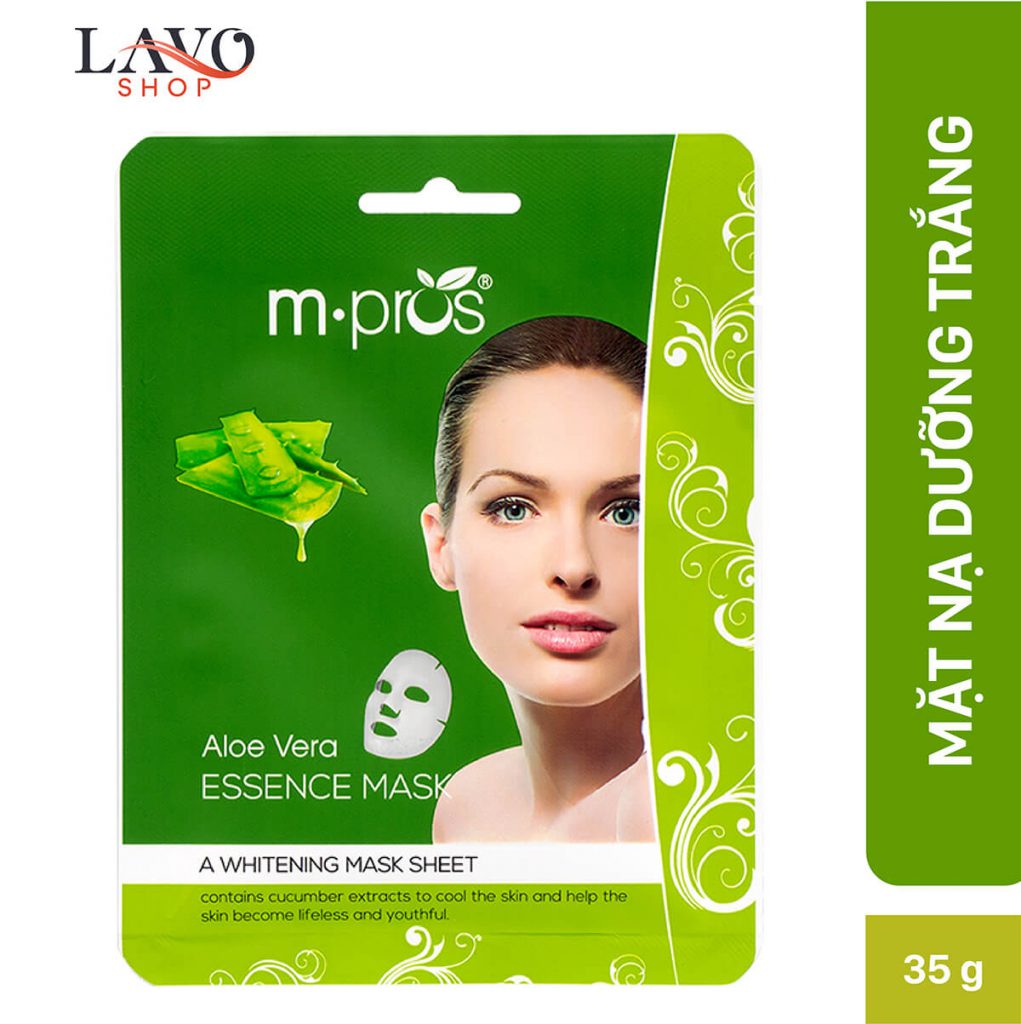 LAVO
SHOP
m·pros®
Aloe Vera
ESSENCE MASK
A WHITENING MASK SHEET
contains cucumber extracts to cool the skin and help the
skin become lifeless and youthful.
MẶT NẠ DƯỠNG TRẮNG
35 g